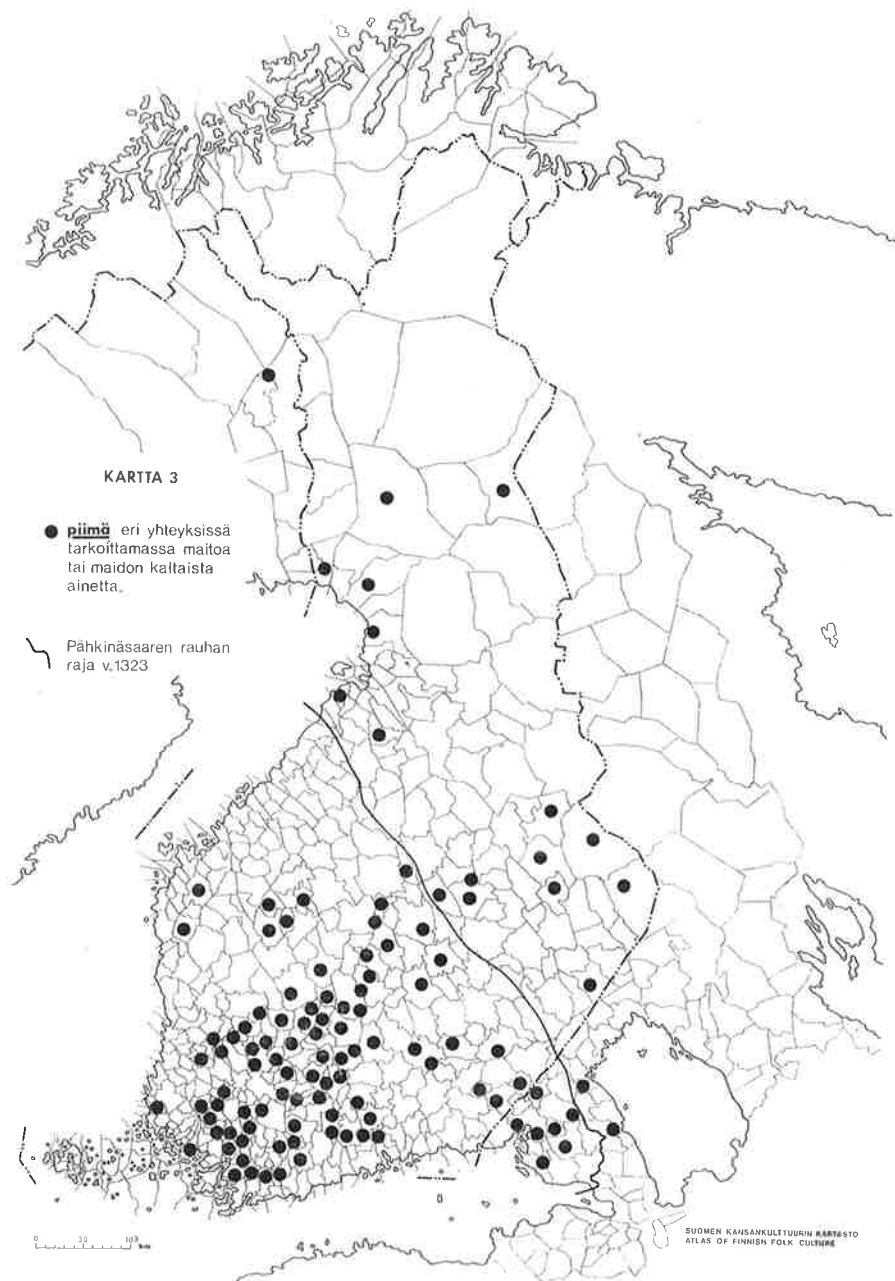 KARTTA 3
piimä eri yhteyksissä
tarkoittamassa maitoa
tai maidon kaltaista
ainetta.
Pähkinäsaaren rauhan
raja v.1323
0 50 100
km
SUOMEN KANSANKULTTUURIN KARTASTO
ATLAS OF FINNISH FOLK CULTURE